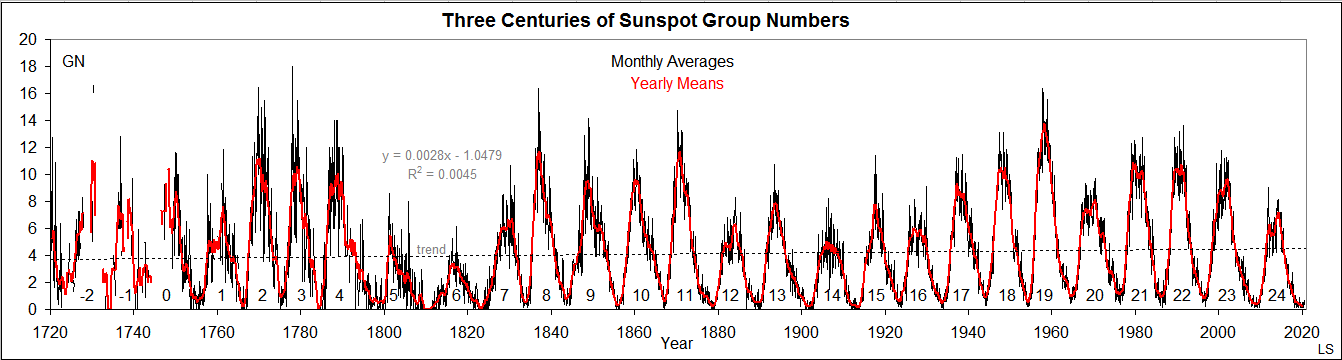 Three Centuries of Sunspot Group Numbers
20
18
16
14
12
10
8
6
4
2
0
GN
Monthly Averages
Yearly Means
y = 0.0028x - 1.0479
R² = 0.0045
trend
-2 -1 0 1 2 3 4 5 6 7 8 9 10 11 12 13 14 15 16 17 18 19 20 21 22 23 24
1720 1740 1760 1780 1800 1820 1840 1860 1880 1900 1920 1940 1960 1980 2000 2020
Year
LS